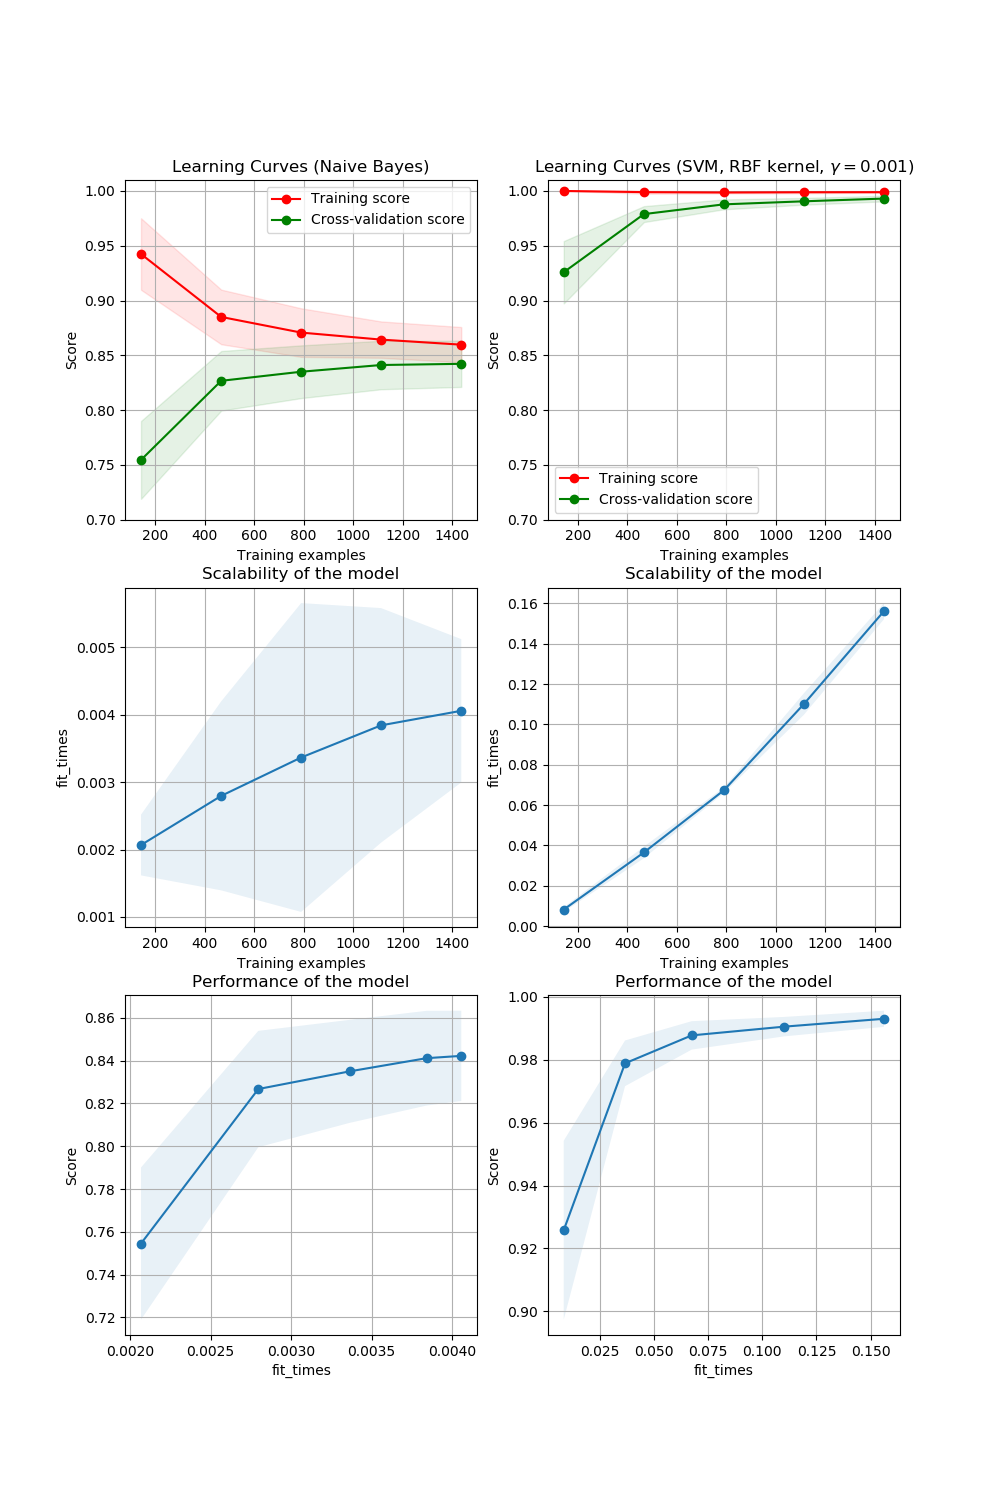 Learning Curves (Naive Bayes)
1.00
0.95
0.90
0.85
0.80
0.75
0.70
Score
Training score
Cross-validation score
200 400 600 800 1000 1200 1400
Training examples
Learning Curves (SVM, RBF kernel, γ = 0.001)
1.00
0.95
0.90
0.85
0.80
0.75
0.70
Score
Training score
Cross-validation score
200 400 600 800 1000 1200 1400
Training examples
Scalability of the model
0.005
0.004
0.003
0.002
0.001
fit_times
200 400 600 800 1000 1200 1400
Training examples
Scalability of the model
0.16
0.14
0.12
0.10
0.08
0.06
0.04
0.02
0.00
fit_times
200 400 600 800 1000 1200 1400
Training examples
Performance of the model
0.86
0.84
0.82
0.80
0.78
0.76
0.74
0.72
Score
0.0020 0.0025 0.0030 0.0035 0.0040
fit_times
Performance of the model
1.00
0.98
0.96
0.94
0.92
0.90
Score
0.025 0.050 0.075 0.100 0.125 0.150
fit_times